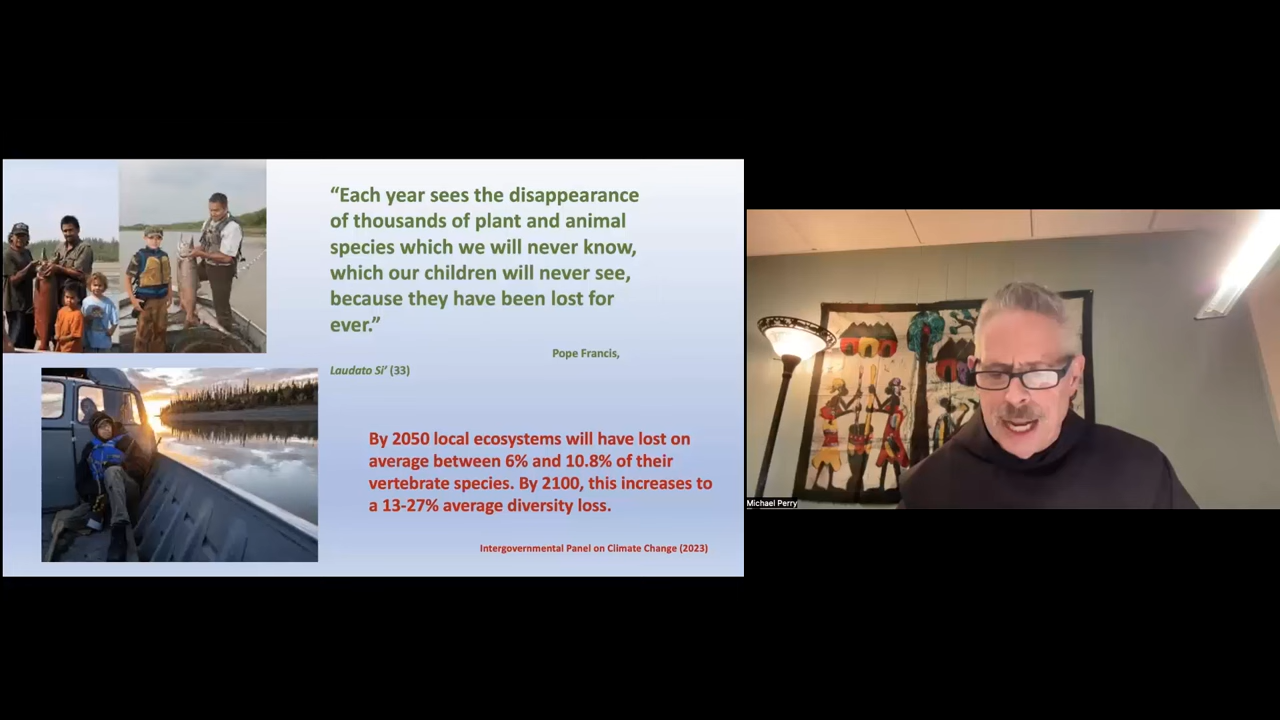 “Each year sees the disappearance
of thousands of plant and animal
species which we will never know,
which our children will never see,
because they have been lost for
ever.”
Pope Francis,
Laudato Si’ (33)
By 2050 local ecosystems will have lost on
average between 6% and 10.8% of their
vertebrate species. By 2100, this increases to
a 13-27% average diversity loss.
Intergovernmental Panel on Climate Change (2023)
Michael Perry